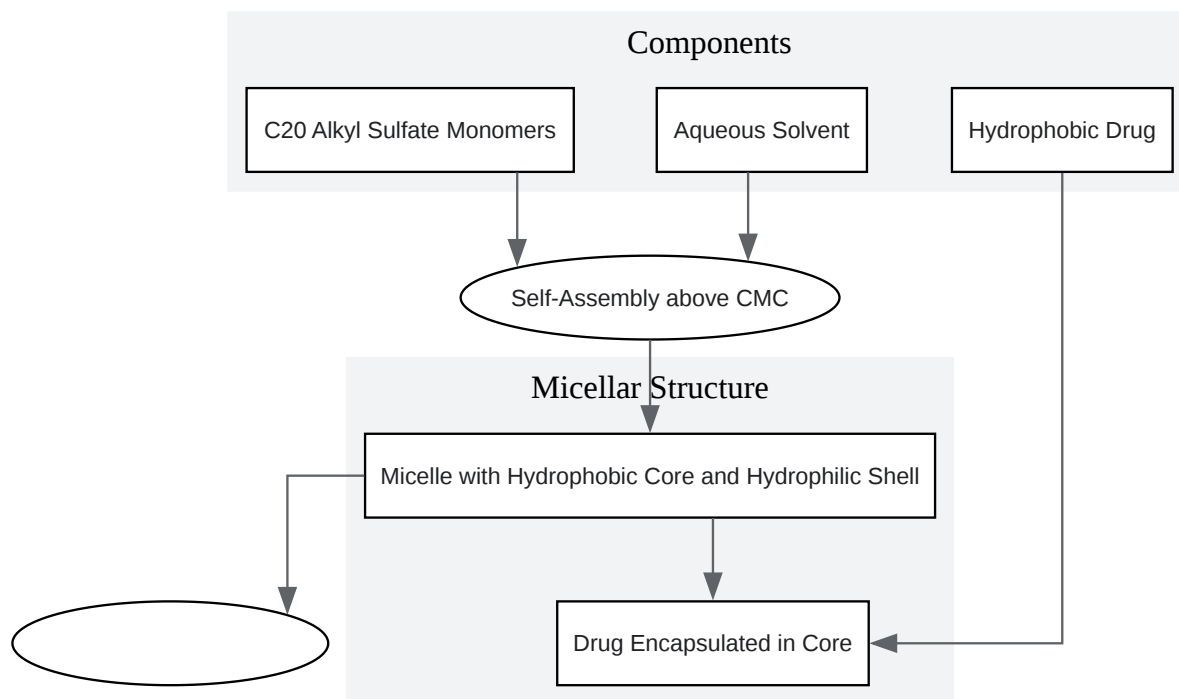 Components
C20 Alkyl Sulfate Monomers
Aqueous Solvent
Hydrophobic Drug
Self-Assembly above CMC
Micellar Structure
Micelle with Hydrophobic Core and Hydrophilic Shell
Drug Encapsulated in Core